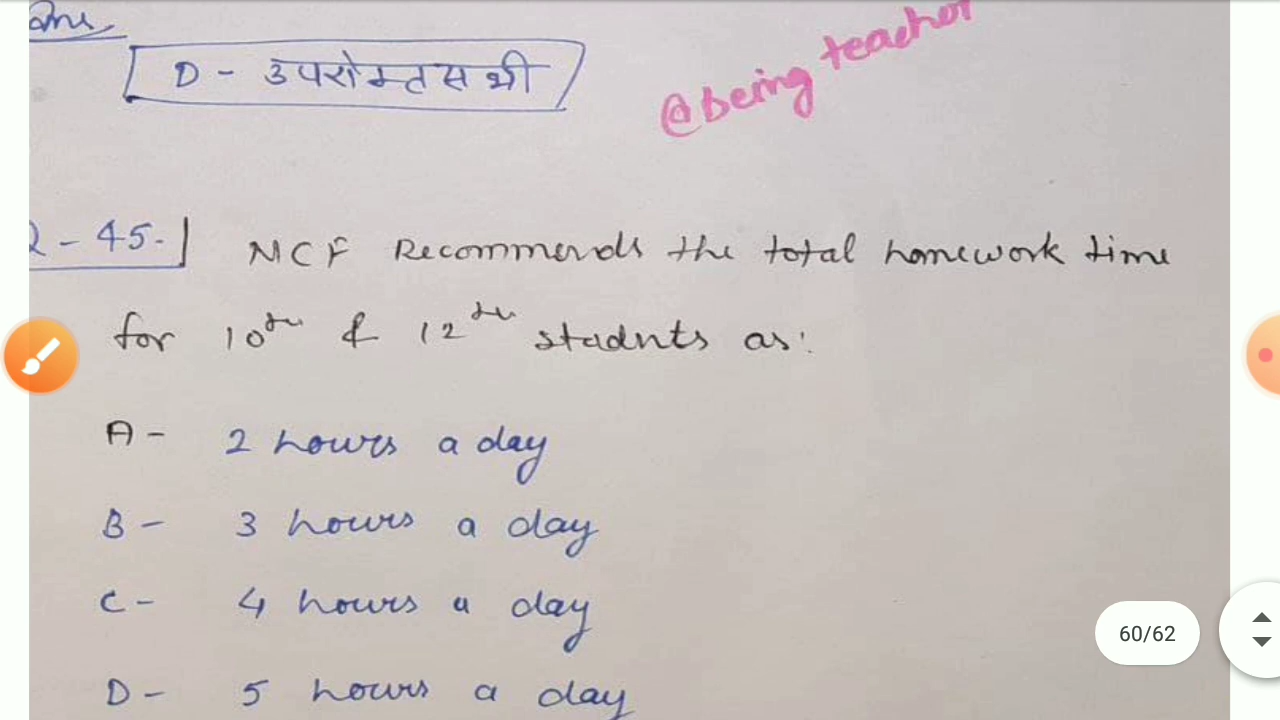 Ans
D - उपरोक्त सभी
@being teacher
Q - 45.
NCF Recommends the total homework time
for 10th & 12th studnts as:
A - 2 hours a day
B - 3 hours a day
C - 4 hours a day
D - 5 hours a day
60/62